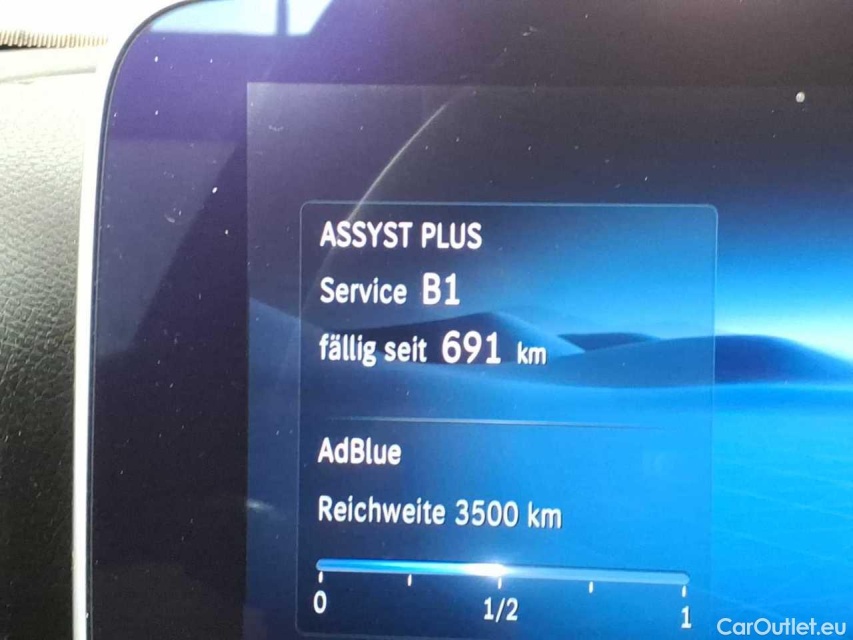 ASSYST PLUS
Service B1
fällig seit 691 km
AdBlue
Reichweite 3500 km
0 1/2 1
CarOutlet.eu